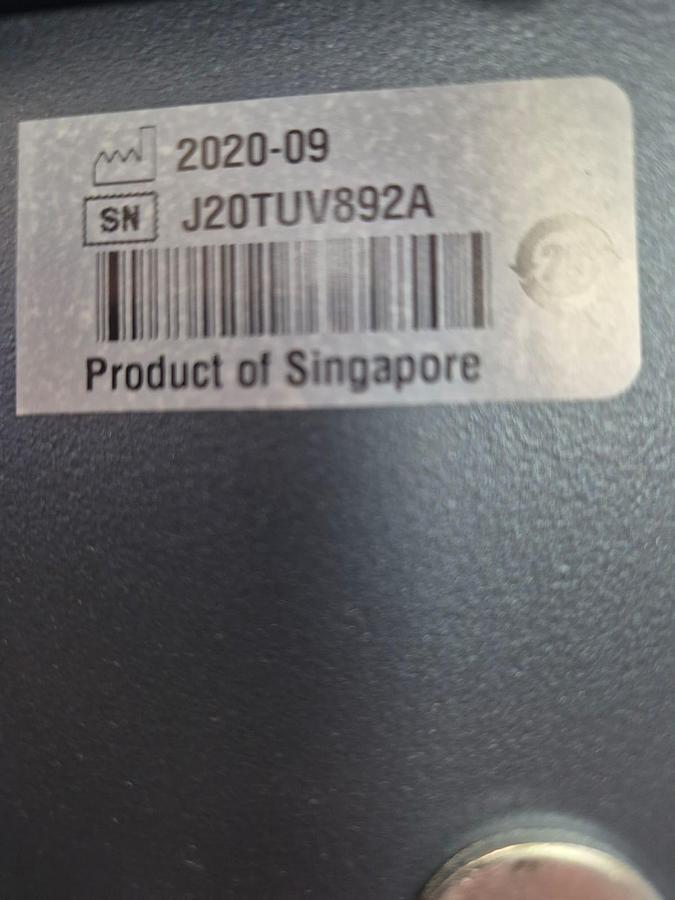 2020-09
SN J20TUV892A
Product of Singapore